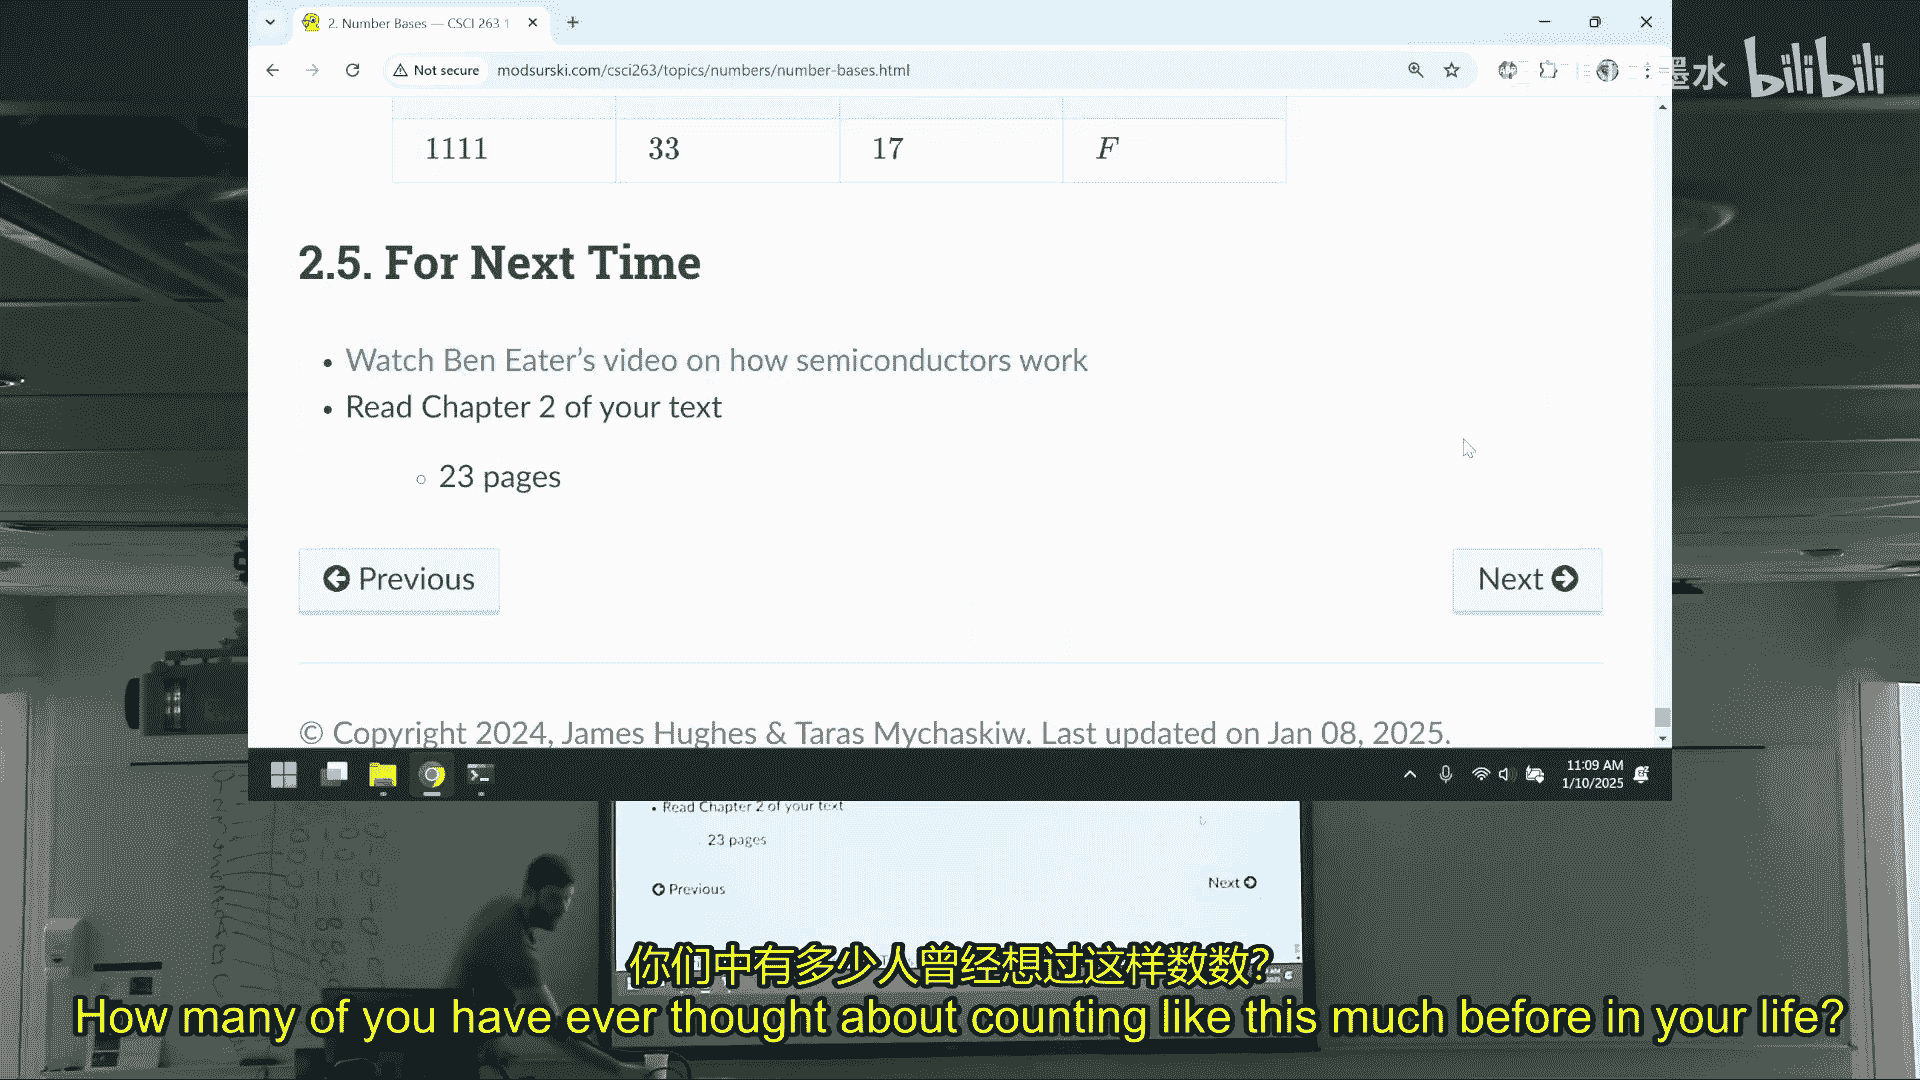 2. Number Bases — CSCI 263 1
Not secure
modsurski.com/csci263/topics/numbers/number-bases.html
墨水 bilibili
1111 33 17 F
2.5. For Next Time
Watch Ben Eater's video on how semiconductors work
Read Chapter 2 of your text
23 pages
Previous
Next
© Copyright 2024, James Hughes & Taras Mychaskiw. Last updated on Jan 08, 2025.
11:09 AM
1/10/2025
Read Chapter 2 of your text
23 pages
Previous
Next
你们中有多少人曾经想过这样数数?
How many of you have ever thought about counting like this much before in your life?